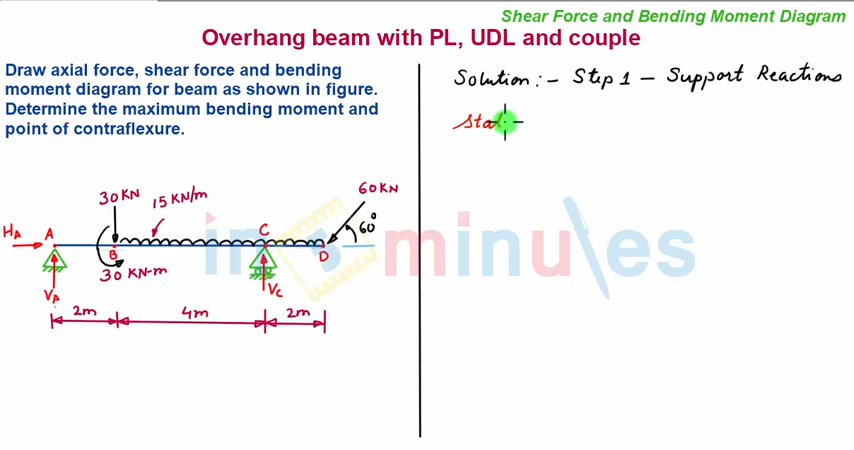 Shear Force and Bending Moment Diagram
Overhang beam with PL, UDL and couple
Draw axial force, shear force and bending
moment diagram for beam as shown in figure.
Determine the maximum bending moment and
point of contraflexure.
Solution :- Step 1 - Support Reactions
30 KN
15 KN/m
60 KN
60°
HA
A
B
C
D
30 KN-m
VA
VC
2m
4m
2m
in
minutes